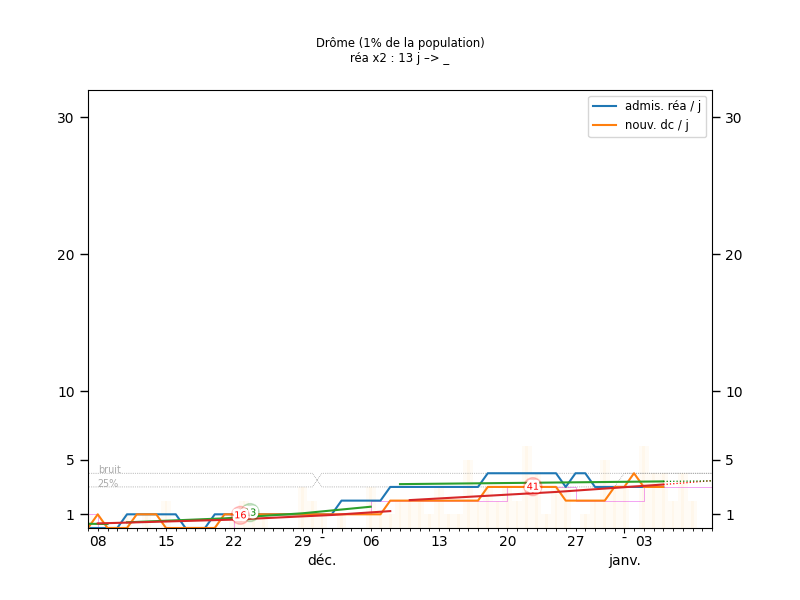 Drôme (1% de la population)
réa x2 : 13 j –> _
admis. réa / j
nouv. dc / j
30 30
20 20
10 10
5 5
bruit
25%
41
16 3
1 1
08 15 22 29 - 06 13 20 27 - 03
déc. janv.